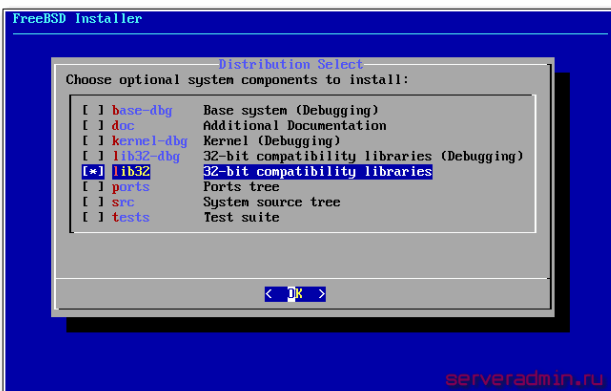 FreeBSD Installer
Distribution Select
Choose optional system components to install:
[ ] base-dbg Base system (Debugging)
[ ] doc Additional Documentation
[ ] kernel-dbg Kernel (Debugging)
[ ] lib32-dbg 32-bit compatibility libraries (Debugging)
[*] lib32 32-bit compatibility libraries
[ ] ports Ports tree
[ ] src System source tree
[ ] tests Test suite
< OK >
serveradmin.ru